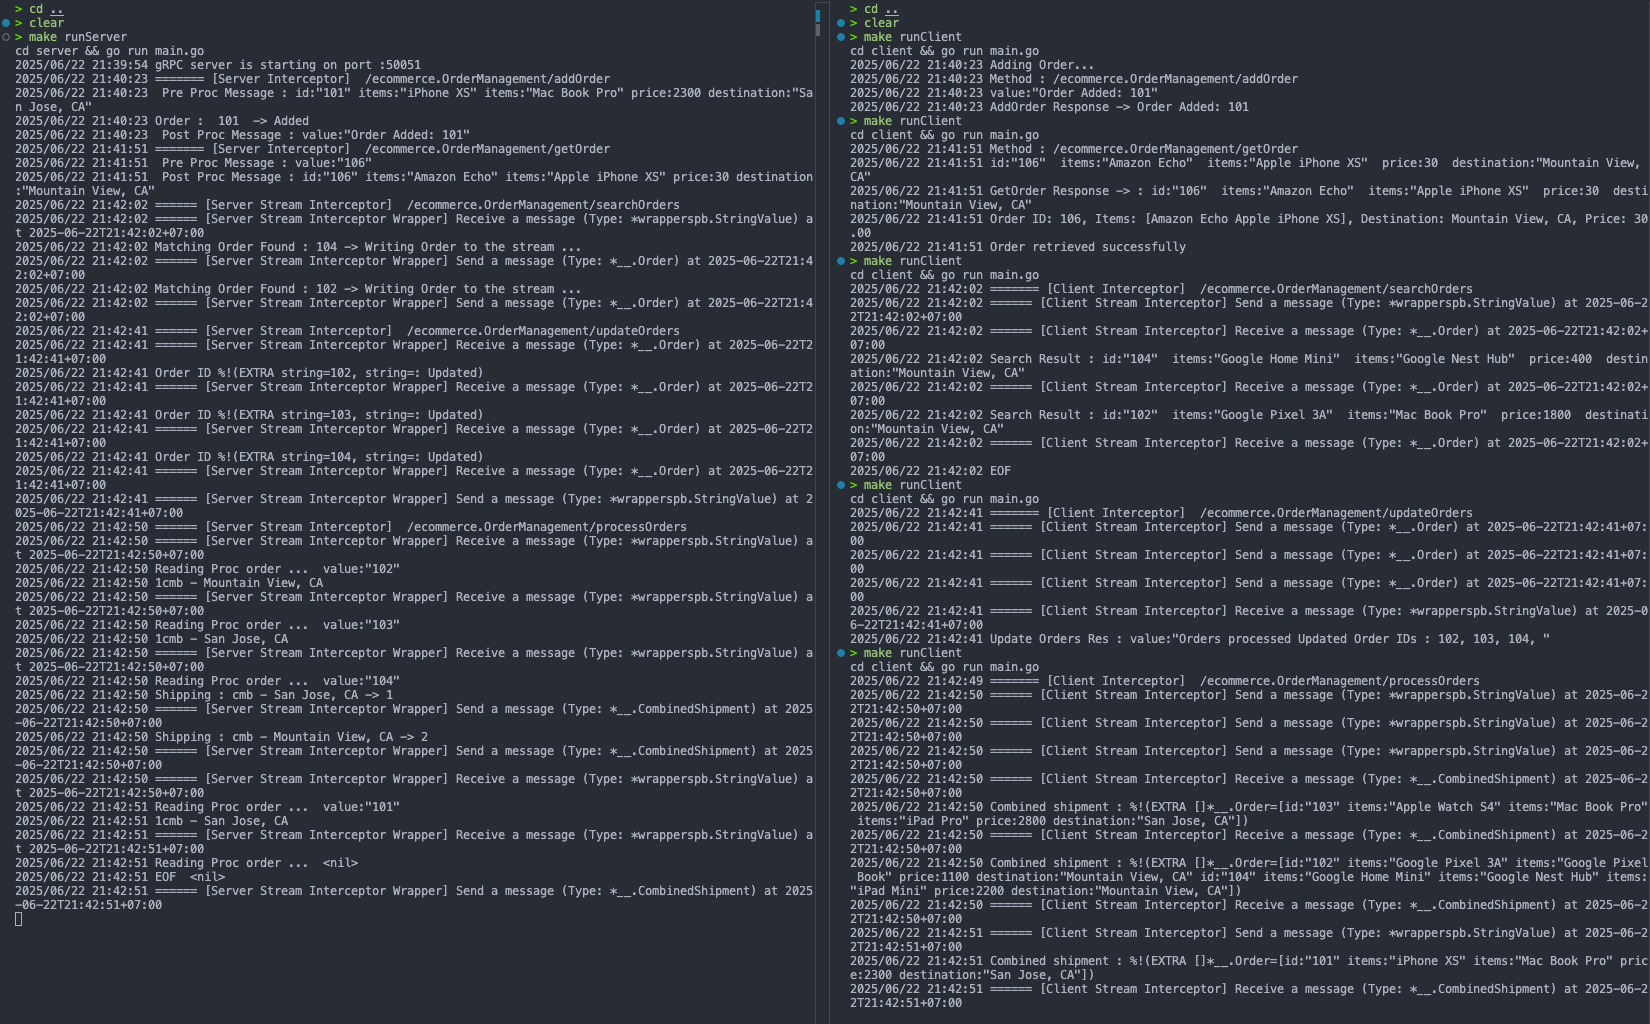 > cd ..
> clear
> make runServer
cd server && go run main.go
2025/06/22 21:39:54 gRPC server is starting on port :50051
2025/06/22 21:40:23 ======= [Server Interceptor]  /ecommerce.OrderManagement/addOrder
2025/06/22 21:40:23  Pre Proc Message : id:"101" items:"iPhone XS" items:"Mac Book Pro" price:2300 destination:"Sa
n Jose, CA"
2025/06/22 21:40:23 Order :  101  -> Added
2025/06/22 21:40:23  Post Proc Message : value:"Order Added: 101"
2025/06/22 21:41:51 ======= [Server Interceptor]  /ecommerce.OrderManagement/getOrder
2025/06/22 21:41:51  Pre Proc Message : value:"106"
2025/06/22 21:41:51  Post Proc Message : id:"106" items:"Amazon Echo" items:"Apple iPhone XS" price:30 destination
:"Mountain View, CA"
2025/06/22 21:42:02 ====== [Server Stream Interceptor]  /ecommerce.OrderManagement/searchOrders
2025/06/22 21:42:02 ====== [Server Stream Interceptor Wrapper] Receive a message (Type: *wrapperspb.StringValue) a
t 2025-06-22T21:42:02+07:00
2025/06/22 21:42:02 Matching Order Found : 104 -> Writing Order to the stream ...
2025/06/22 21:42:02 ====== [Server Stream Interceptor Wrapper] Send a message (Type: *__.Order) at 2025-06-22T21:4
2:02+07:00
2025/06/22 21:42:02 Matching Order Found : 102 -> Writing Order to the stream ...
2025/06/22 21:42:02 ====== [Server Stream Interceptor Wrapper] Send a message (Type: *__.Order) at 2025-06-22T21:4
2:02+07:00
2025/06/22 21:42:41 ====== [Server Stream Interceptor]  /ecommerce.OrderManagement/updateOrders
2025/06/22 21:42:41 ====== [Server Stream Interceptor Wrapper] Receive a message (Type: *__.Order) at 2025-06-22T2
1:42:41+07:00
2025/06/22 21:42:41 Order ID %!(EXTRA string=102, string=: Updated)
2025/06/22 21:42:41 ====== [Server Stream Interceptor Wrapper] Receive a message (Type: *__.Order) at 2025-06-22T2
1:42:41+07:00
2025/06/22 21:42:41 Order ID %!(EXTRA string=103, string=: Updated)
2025/06/22 21:42:41 ====== [Server Stream Interceptor Wrapper] Receive a message (Type: *__.Order) at 2025-06-22T2
1:42:41+07:00
2025/06/22 21:42:41 Order ID %!(EXTRA string=104, string=: Updated)
2025/06/22 21:42:41 ====== [Server Stream Interceptor Wrapper] Receive a message (Type: *__.Order) at 2025-06-22T2
1:42:41+07:00
2025/06/22 21:42:41 ====== [Server Stream Interceptor Wrapper] Send a message (Type: *wrapperspb.StringValue) at 2
025-06-22T21:42:41+07:00
2025/06/22 21:42:50 ====== [Server Stream Interceptor]  /ecommerce.OrderManagement/processOrders
2025/06/22 21:42:50 ====== [Server Stream Interceptor Wrapper] Receive a message (Type: *wrapperspb.StringValue) a
t 2025-06-22T21:42:50+07:00
2025/06/22 21:42:50 Reading Proc order ...  value:"102"
2025/06/22 21:42:50 1cmb - Mountain View, CA
2025/06/22 21:42:50 ====== [Server Stream Interceptor Wrapper] Receive a message (Type: *wrapperspb.StringValue) a
t 2025-06-22T21:42:50+07:00
2025/06/22 21:42:50 Reading Proc order ...  value:"103"
2025/06/22 21:42:50 1cmb - San Jose, CA
2025/06/22 21:42:50 ====== [Server Stream Interceptor Wrapper] Receive a message (Type: *wrapperspb.StringValue) a
t 2025-06-22T21:42:50+07:00
2025/06/22 21:42:50 Reading Proc order ...  value:"104"
2025/06/22 21:42:50 Shipping : cmb - San Jose, CA -> 1
2025/06/22 21:42:50 ====== [Server Stream Interceptor Wrapper] Send a message (Type: *__.CombinedShipment) at 2025
-06-22T21:42:50+07:00
2025/06/22 21:42:50 Shipping : cmb - Mountain View, CA -> 2
2025/06/22 21:42:50 ====== [Server Stream Interceptor Wrapper] Send a message (Type: *__.CombinedShipment) at 2025
-06-22T21:42:50+07:00
2025/06/22 21:42:50 ====== [Server Stream Interceptor Wrapper] Receive a message (Type: *wrapperspb.StringValue) a
t 2025-06-22T21:42:50+07:00
2025/06/22 21:42:51 Reading Proc order ...  value:"101"
2025/06/22 21:42:51 1cmb - San Jose, CA
2025/06/22 21:42:51 ====== [Server Stream Interceptor Wrapper] Receive a message (Type: *wrapperspb.StringValue) a
t 2025-06-22T21:42:51+07:00
2025/06/22 21:42:51 Reading Proc order ...  <nil>
2025/06/22 21:42:51 EOF  <nil>
2025/06/22 21:42:51 ====== [Server Stream Interceptor Wrapper] Send a message (Type: *__.CombinedShipment) at 2025
-06-22T21:42:51+07:00
> cd ..
> clear
> make runClient
cd client && go run main.go
2025/06/22 21:40:23 Adding Order...
2025/06/22 21:40:23 Method : /ecommerce.OrderManagement/addOrder
2025/06/22 21:40:23 value:"Order Added: 101"
2025/06/22 21:40:23 AddOrder Response -> Order Added: 101
> make runClient
cd client && go run main.go
2025/06/22 21:41:51 Method : /ecommerce.OrderManagement/getOrder
2025/06/22 21:41:51 id:"106"  items:"Amazon Echo"  items:"Apple iPhone XS"  price:30  destination:"Mountain View,
CA"
2025/06/22 21:41:51 GetOrder Response -> : id:"106"  items:"Amazon Echo"  items:"Apple iPhone XS"  price:30  desti
nation:"Mountain View, CA"
2025/06/22 21:41:51 Order ID: 106, Items: [Amazon Echo Apple iPhone XS], Destination: Mountain View, CA, Price: 30
.00
2025/06/22 21:41:51 Order retrieved successfully
> make runClient
cd client && go run main.go
2025/06/22 21:42:02 ======= [Client Interceptor]  /ecommerce.OrderManagement/searchOrders
2025/06/22 21:42:02 ====== [Client Stream Interceptor] Send a message (Type: *wrapperspb.StringValue) at 2025-06-2
2T21:42:02+07:00
2025/06/22 21:42:02 ====== [Client Stream Interceptor] Receive a message (Type: *__.Order) at 2025-06-22T21:42:02+
07:00
2025/06/22 21:42:02 Search Result : id:"104"  items:"Google Home Mini"  items:"Google Nest Hub"  price:400  destin
ation:"Mountain View, CA"
2025/06/22 21:42:02 ====== [Client Stream Interceptor] Receive a message (Type: *__.Order) at 2025-06-22T21:42:02+
07:00
2025/06/22 21:42:02 Search Result : id:"102"  items:"Google Pixel 3A"  items:"Mac Book Pro"  price:1800  destinati
on:"Mountain View, CA"
2025/06/22 21:42:02 ====== [Client Stream Interceptor] Receive a message (Type: *__.Order) at 2025-06-22T21:42:02+
07:00
2025/06/22 21:42:02 EOF
> make runClient
cd client && go run main.go
2025/06/22 21:42:41 ======= [Client Interceptor]  /ecommerce.OrderManagement/updateOrders
2025/06/22 21:42:41 ====== [Client Stream Interceptor] Send a message (Type: *__.Order) at 2025-06-22T21:42:41+07:
00
2025/06/22 21:42:41 ====== [Client Stream Interceptor] Send a message (Type: *__.Order) at 2025-06-22T21:42:41+07:
00
2025/06/22 21:42:41 ====== [Client Stream Interceptor] Send a message (Type: *__.Order) at 2025-06-22T21:42:41+07:
00
2025/06/22 21:42:41 ====== [Client Stream Interceptor] Receive a message (Type: *wrapperspb.StringValue) at 2025-0
6-22T21:42:41+07:00
2025/06/22 21:42:41 Update Orders Res : value:"Orders processed Updated Order IDs : 102, 103, 104, "
> make runClient
cd client && go run main.go
2025/06/22 21:42:49 ======= [Client Interceptor]  /ecommerce.OrderManagement/processOrders
2025/06/22 21:42:50 ====== [Client Stream Interceptor] Send a message (Type: *wrapperspb.StringValue) at 2025-06-2
2T21:42:50+07:00
2025/06/22 21:42:50 ====== [Client Stream Interceptor] Send a message (Type: *wrapperspb.StringValue) at 2025-06-2
2T21:42:50+07:00
2025/06/22 21:42:50 ====== [Client Stream Interceptor] Send a message (Type: *wrapperspb.StringValue) at 2025-06-2
2T21:42:50+07:00
2025/06/22 21:42:50 ====== [Client Stream Interceptor] Receive a message (Type: *__.CombinedShipment) at 2025-06-2
2T21:42:50+07:00
2025/06/22 21:42:50 Combined shipment : %!(EXTRA []*__.Order=[id:"103" items:"Apple Watch S4" items:"Mac Book Pro"
 items:"iPad Pro" price:2800 destination:"San Jose, CA"])
2025/06/22 21:42:50 ====== [Client Stream Interceptor] Receive a message (Type: *__.CombinedShipment) at 2025-06-2
2T21:42:50+07:00
2025/06/22 21:42:50 Combined shipment : %!(EXTRA []*__.Order=[id:"102" items:"Google Pixel 3A" items:"Google Pixel
 Book" price:1100 destination:"Mountain View, CA" id:"104" items:"Google Home Mini" items:"Google Nest Hub" items:
"iPad Mini" price:2200 destination:"Mountain View, CA"])
2025/06/22 21:42:50 ====== [Client Stream Interceptor] Receive a message (Type: *__.CombinedShipment) at 2025-06-2
2T21:42:50+07:00
2025/06/22 21:42:51 ====== [Client Stream Interceptor] Send a message (Type: *wrapperspb.StringValue) at 2025-06-2
2T21:42:51+07:00
2025/06/22 21:42:51 Combined shipment : %!(EXTRA []*__.Order=[id:"101" items:"iPhone XS" items:"Mac Book Pro" pric
e:2300 destination:"San Jose, CA"])
2025/06/22 21:42:51 ====== [Client Stream Interceptor] Receive a message (Type: *__.CombinedShipment) at 2025-06-2
2T21:42:51+07:00